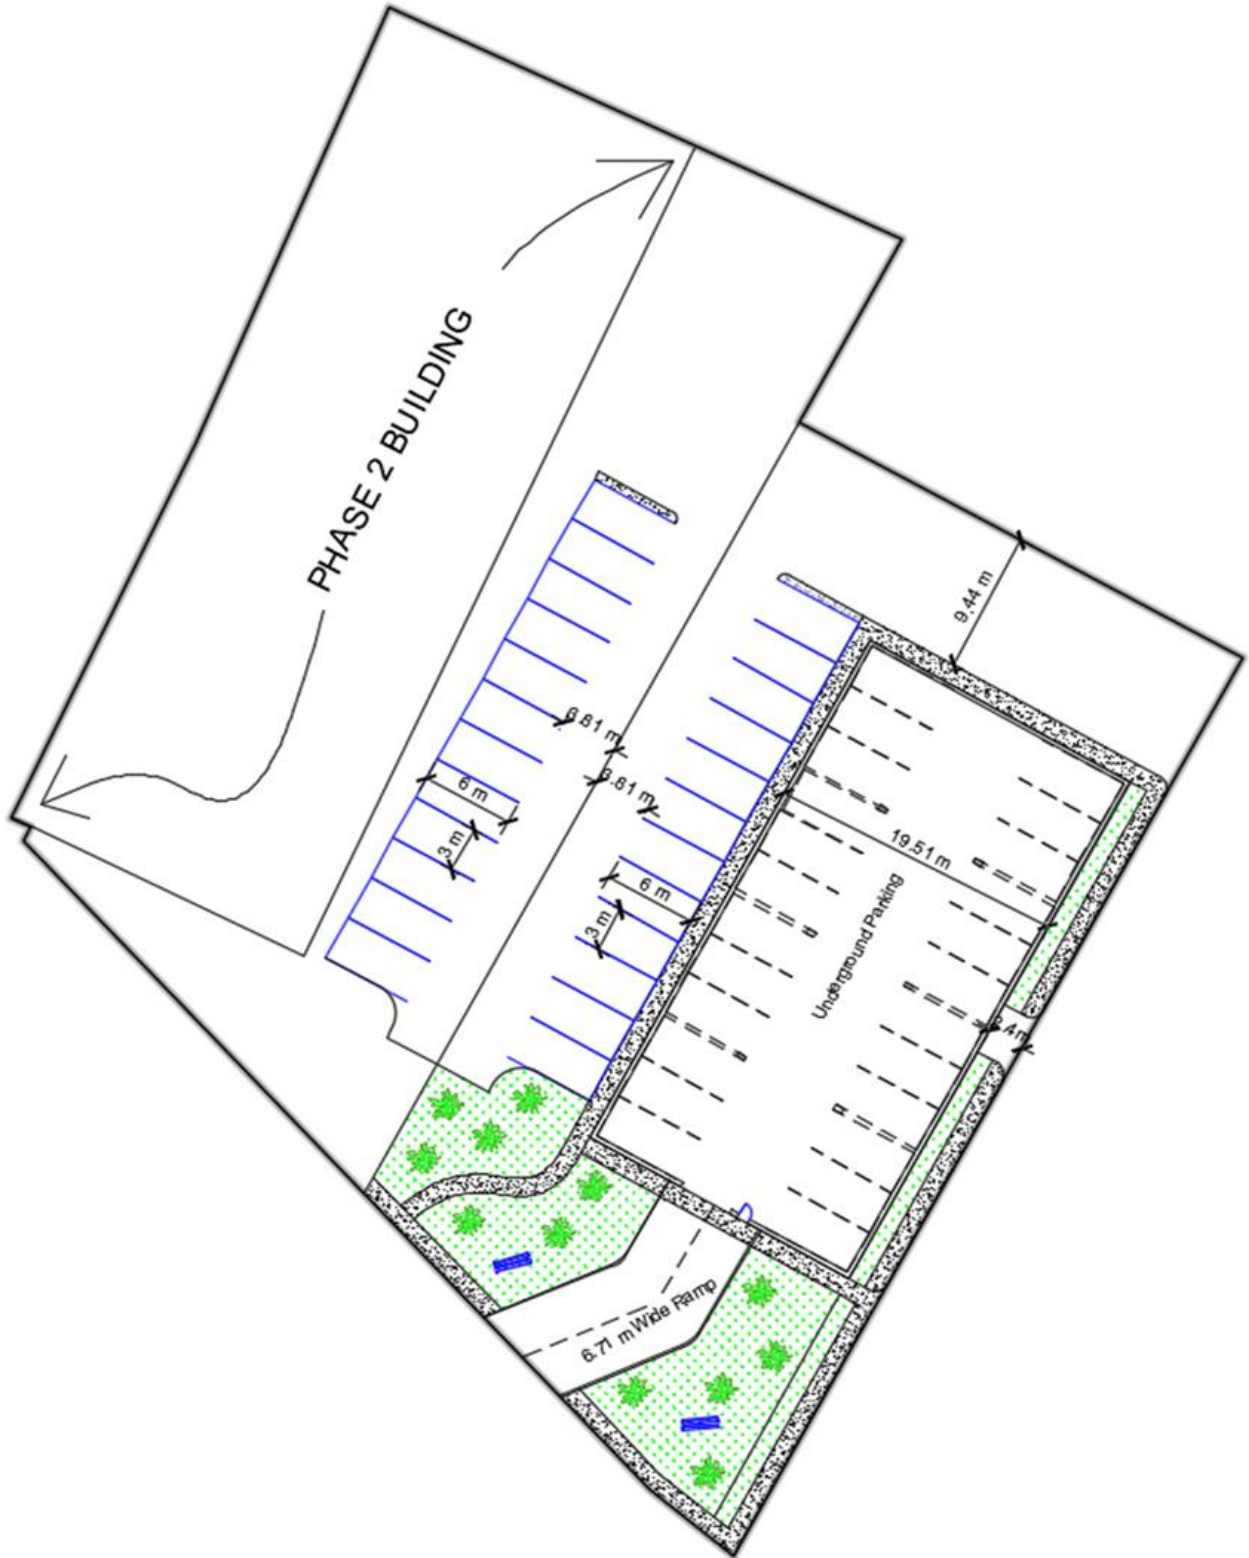 PHASE 2 BUILDING
9.44 m
6.81 m
6.81 m
6 m
3 m
6 m
3 m
19.51 m
Underground Parking
6.71 m Wide Ramp